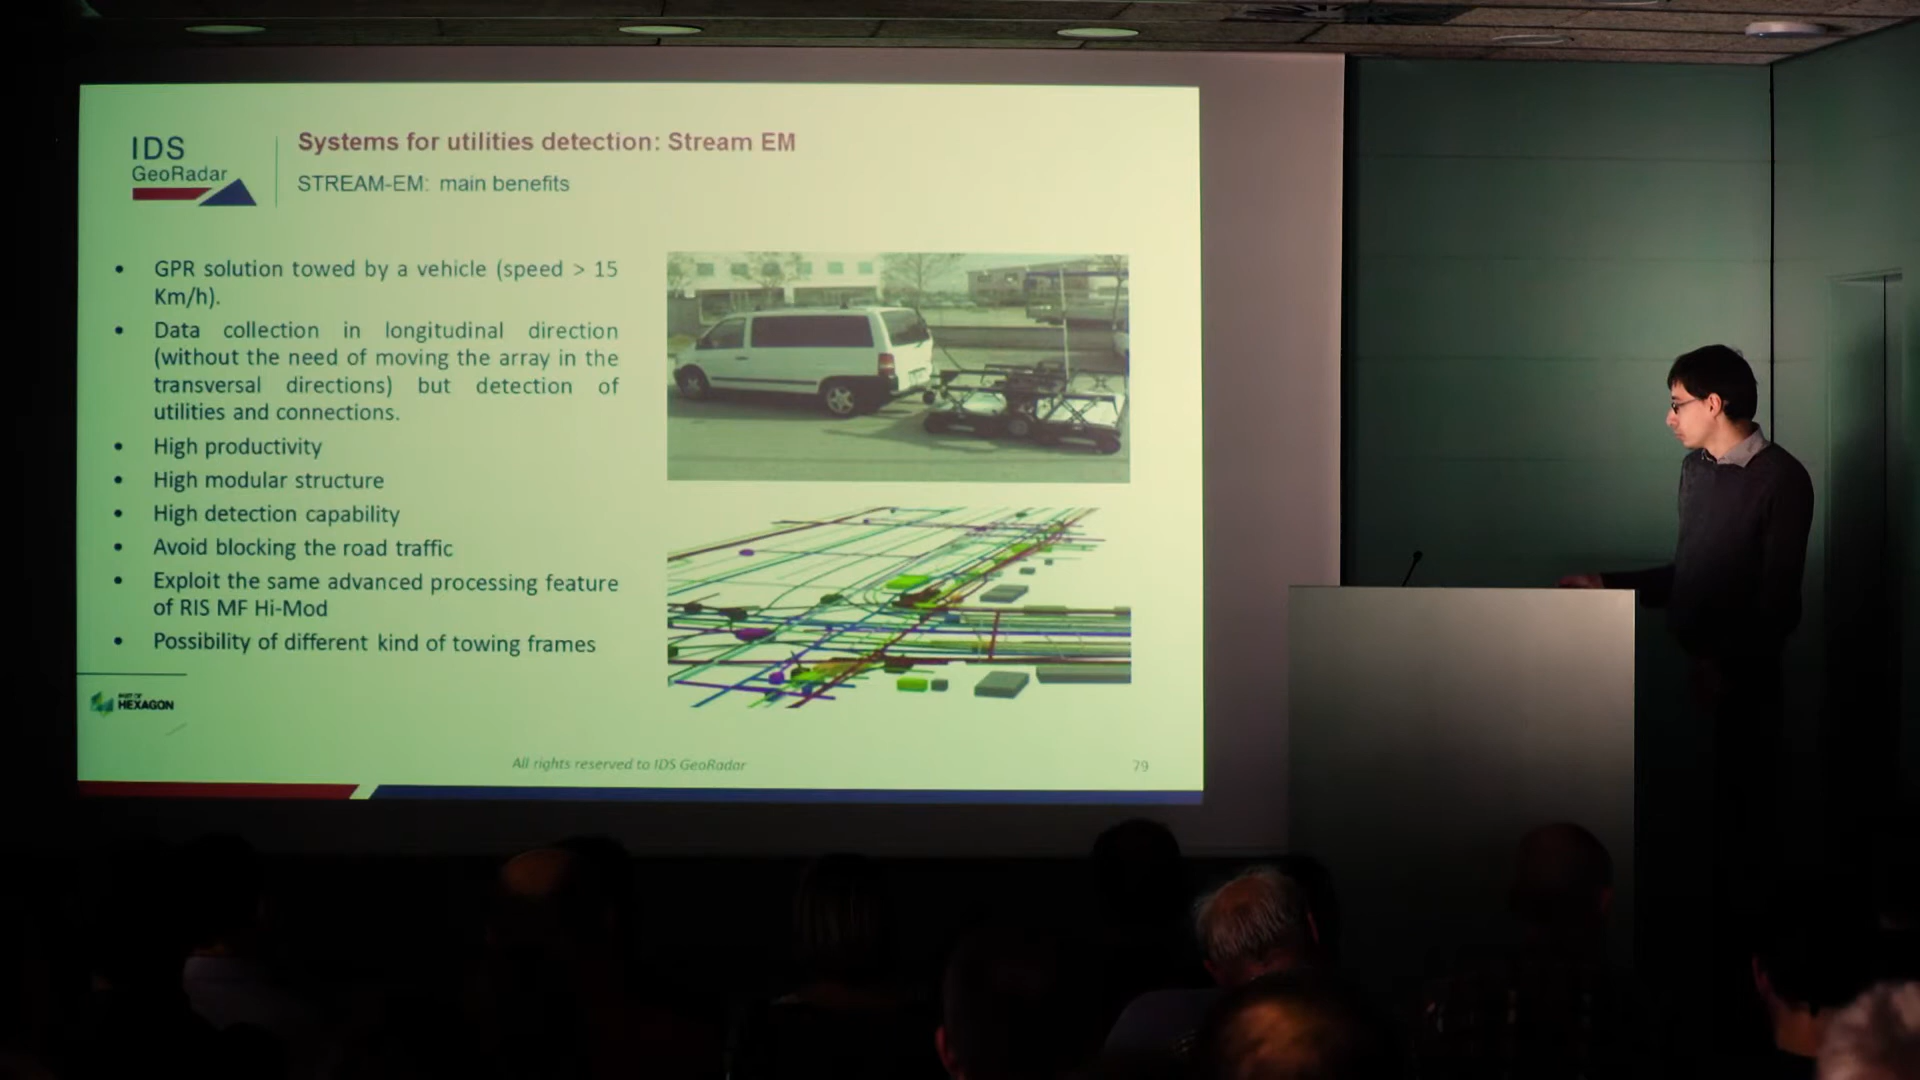 IDS
GeoRadar
Systems for utilities detection: Stream EM
STREAM-EM: main benefits
• GPR solution towed by a vehicle (speed > 15
Km/h).
• Data collection in longitudinal direction
(without the need of moving the array in the
transversal directions) but detection of
utilities and connections.
• High productivity
• High modular structure
• High detection capability
• Avoid blocking the road traffic
• Exploit the same advanced processing feature
of RIS MF Hi-Mod
• Possibility of different kind of towing frames
PART OF
HEXAGON
All rights reserved to IDS GeoRadar
79